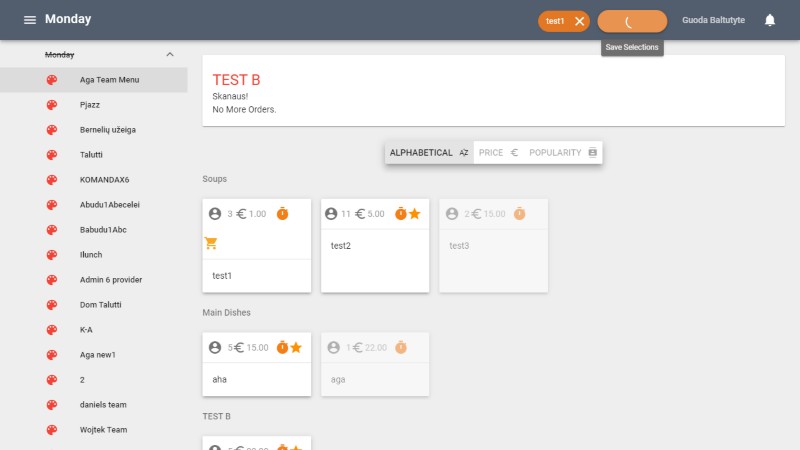 Monday
test1
Guoda Baltutyte
Save Selections
Monday
Aga Team Menu
Pjazz
Bernelių užeiga
Talutti
KOMANDAX6
Abudu1Abecelei
Babudu1Abc
Ilunch
Admin 6 provider
Dom Talutti
K-A
Aga new1
2
daniels team
Wojtek Team
TEST B
Skanaus!
No More Orders.
ALPHABETICAL
PRICE
POPULARITY
Soups
3 € 1.00
test1
11 € 5.00
test2
2 € 15.00
test3
Main Dishes
5 € 15.00
aha
1 € 22.00
aga
TEST B